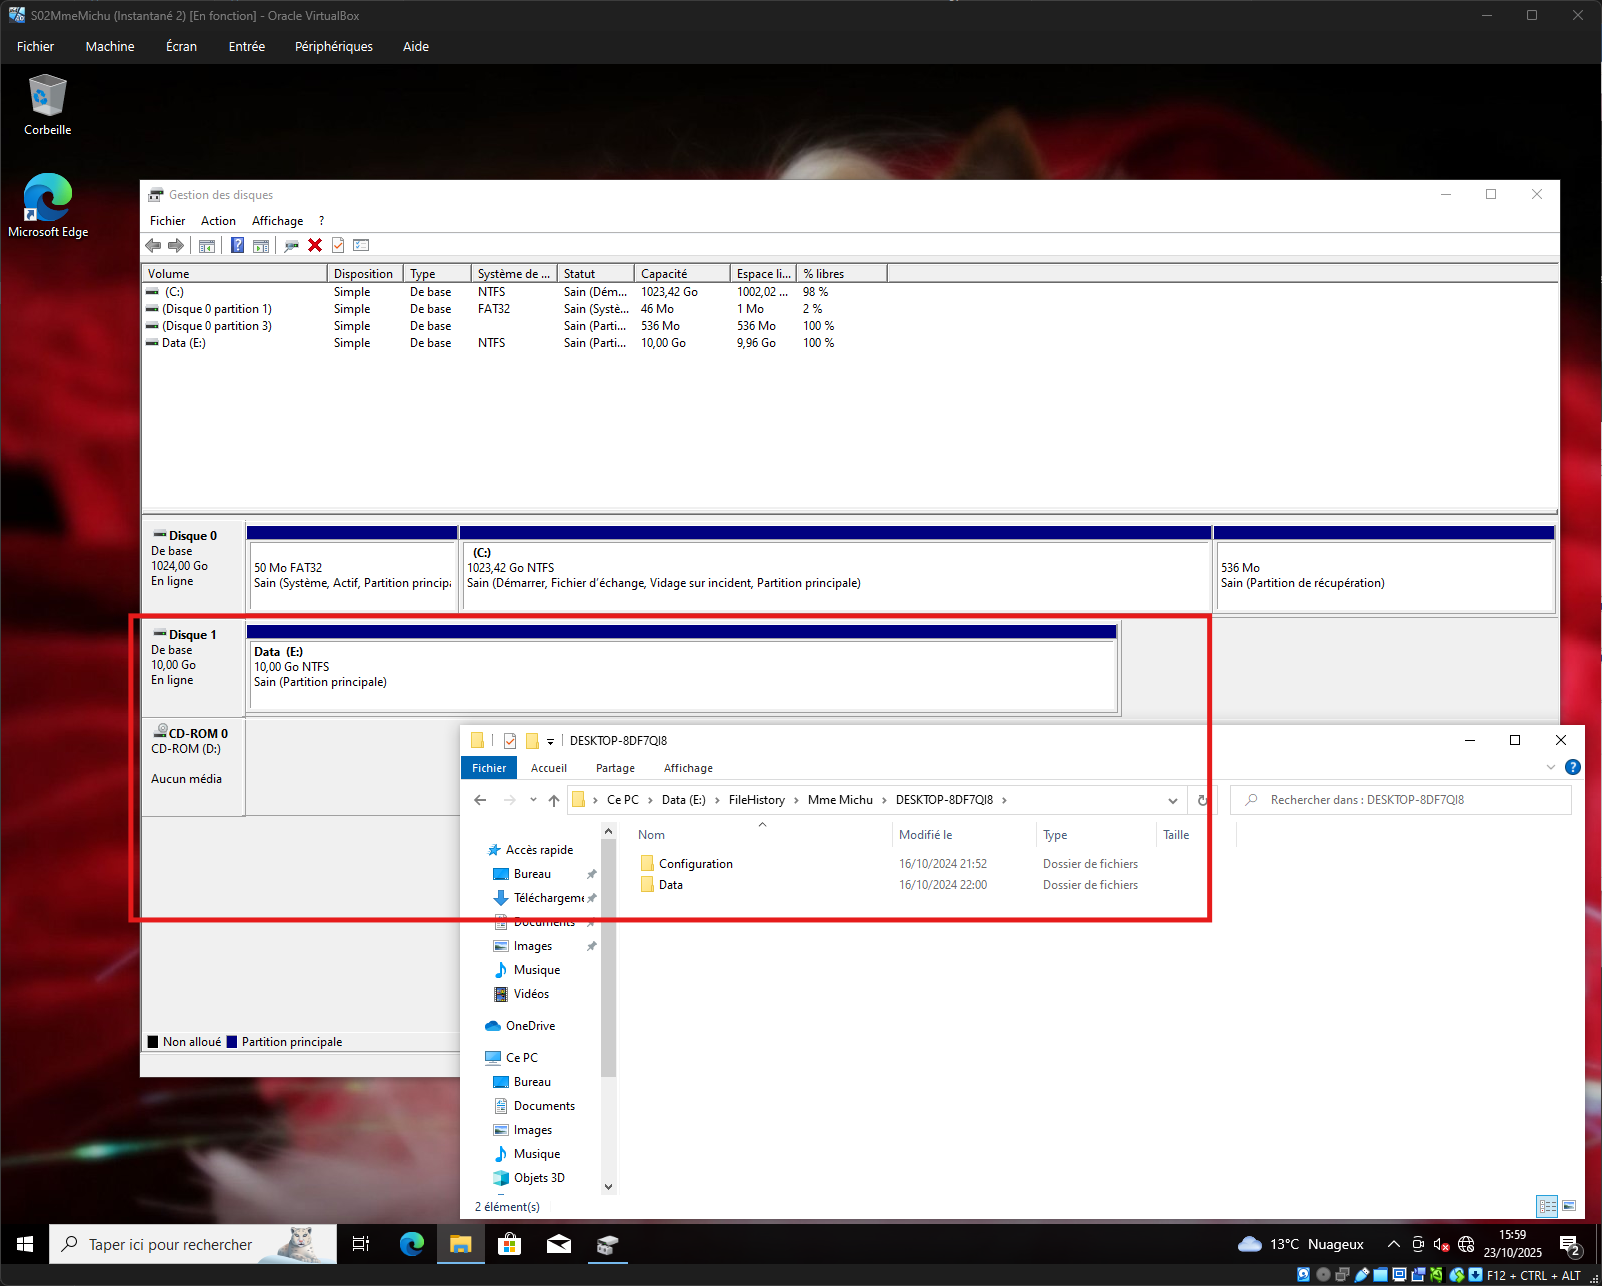 S02MmeMichu (Instantané 2) [En fonction] - Oracle VirtualBox
Fichier Machine Écran Entrée Périphériques Aide
Corbeille
Microsoft Edge
Gestion des disques
Fichier Action Affichage ?
Volume Disposition Type Système de ... Statut Capacité Espace li... % libres
(C:) Simple De base NTFS Sain (Dém... 1023,42 Go 1002,02 ... 98 %
(Disque 0 partition 1) Simple De base FAT32 Sain (Systè... 46 Mo 1 Mo 2 %
(Disque 0 partition 3) Simple De base Sain (Parti... 536 Mo 536 Mo 100 %
Data (E:) Simple De base NTFS Sain (Parti... 10,00 Go 9,96 Go 100 %
Disque 0
De base
1024,00 Go
En ligne
50 Mo FAT32
Sain (Système, Actif, Partition principa
(C:)
1023,42 Go NTFS
Sain (Démarrer, Fichier d'échange, Vidage sur incident, Partition principale)
536 Mo
Sain (Partition de récupération)
Disque 1
De base
10,00 Go
En ligne
Data (E:)
10,00 Go NTFS
Sain (Partition principale)
CD-ROM 0
CD-ROM (D:)
Aucun média
Non alloué Partition principale
DESKTOP-8DF7QI8
Fichier Accueil Partage Affichage
Ce PC > Data (E:) > FileHistory > Mme Michu > DESKTOP-8DF7QI8 >
Rechercher dans : DESKTOP-8DF7QI8
Nom Modifié le Type Taille
Configuration 16/10/2024 21:52 Dossier de fichiers
Data 16/10/2024 22:00 Dossier de fichiers
Accès rapide
Bureau
Téléchargeme
Documents
Images
Musique
Vidéos
OneDrive
Ce PC
Bureau
Documents
Images
Musique
Objets 3D
2 élément(s)
Taper ici pour rechercher
13°C Nuageux
15:59
23/10/2025
2
F12 + CTRL + ALT